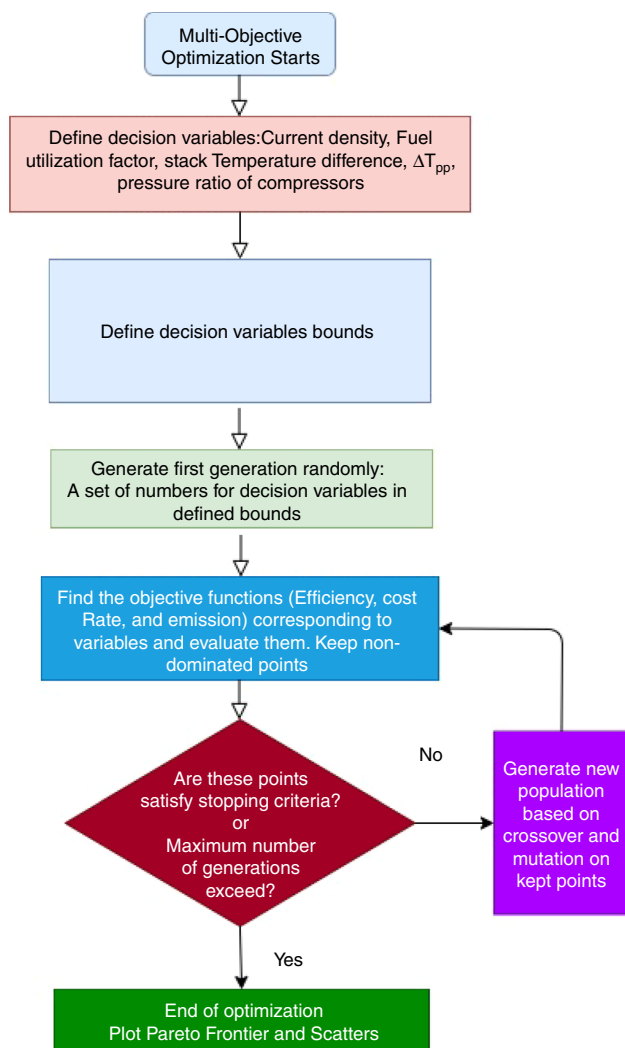 Multi-Objective
Optimization Starts
Define decision variables:Current density, Fuel
utilization factor, stack Temperature difference, ΔTpp,
pressure ratio of compressors
Define decision variables bounds
Generate first generation randomly:
A set of numbers for decision variables in
defined bounds
Find the objective functions (Efficiency, cost
Rate, and emission) corresponding to
variables and evaluate them. Keep non-
dominated points
Are these points
satisfy stopping criteria?
or
Maximum number
of generations
exceed?
No
Generate new
population
based on
crossover and
mutation on
kept points
Yes
End of optimization
Plot Pareto Frontier and Scatters